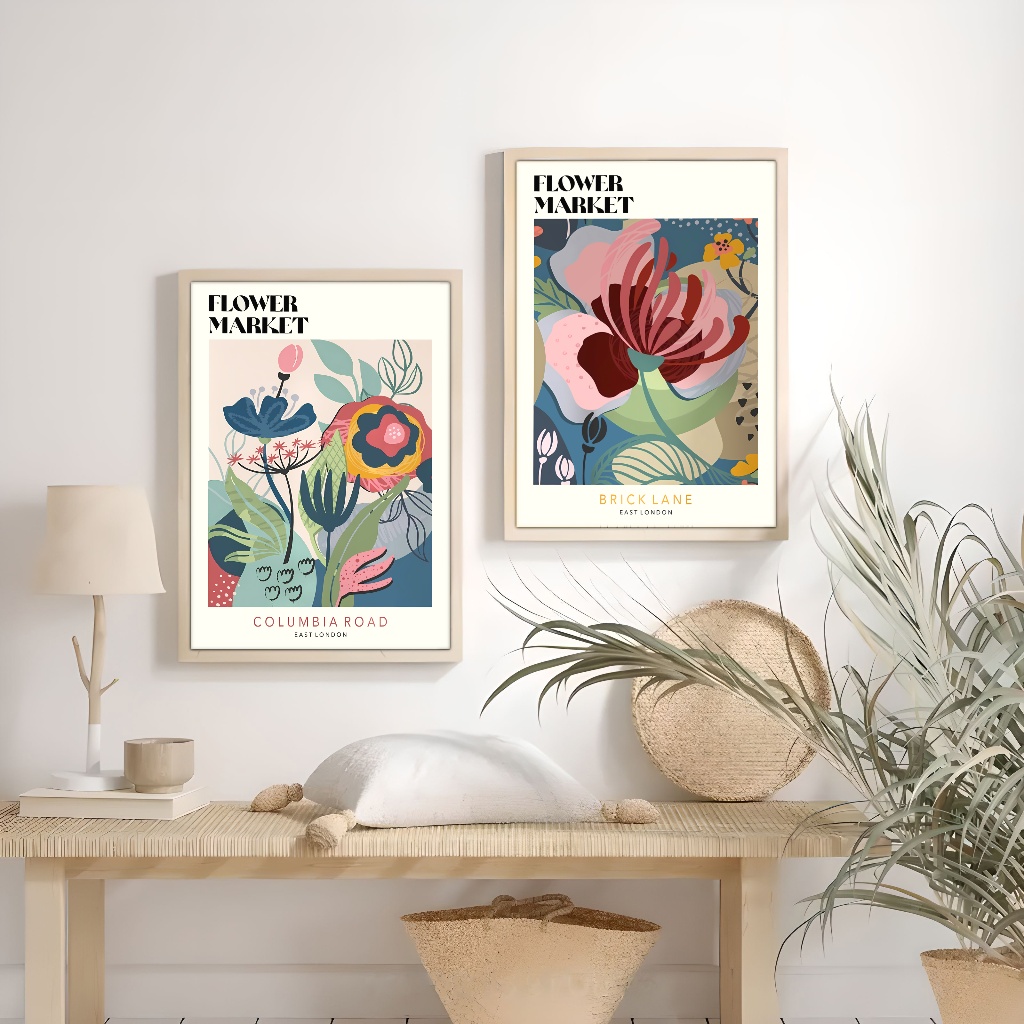 FLOWER
MARKET
COLUMBIA ROAD
EAST LONDON
FLOWER
MARKET
BRICK LANE
EAST LONDON